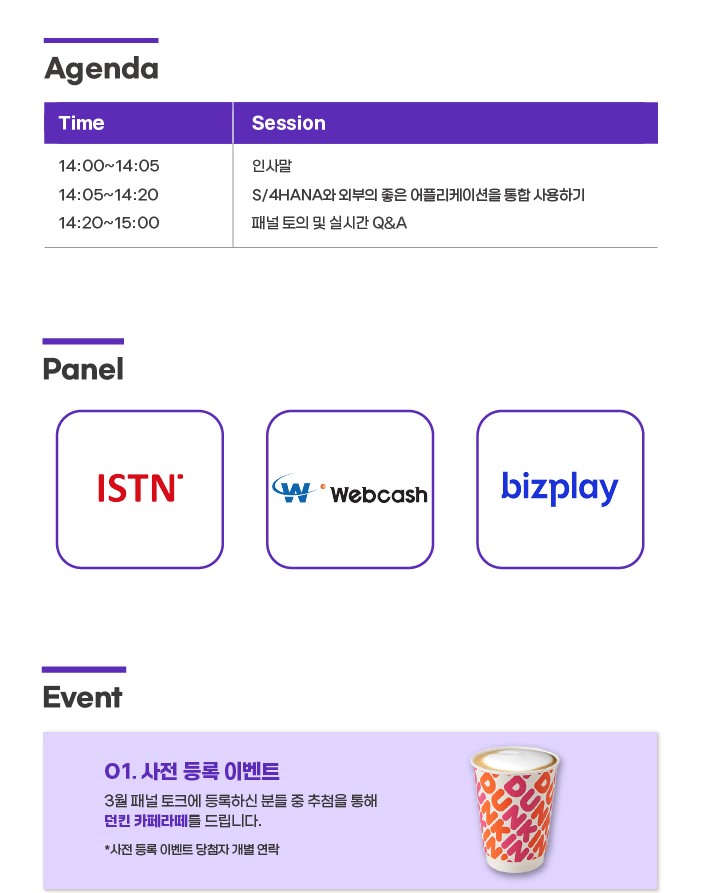 Agenda
Time Session
14:00~14:05 인사말
14:05~14:20 S/4HANA와 외부의 좋은 어플리케이션을 통합 사용하기
14:20~15:00 패널 토의 및 실시간 Q&A
Panel
ISTN
W Webcash
bizplay
Event
01. 사전 등록 이벤트
3월 패널 토크에 등록하신 분들 중 추첨을 통해
던킨 카페라떼를 드립니다.
*사전 등록 이벤트 당첨자 개별 연락
DUNKIN'